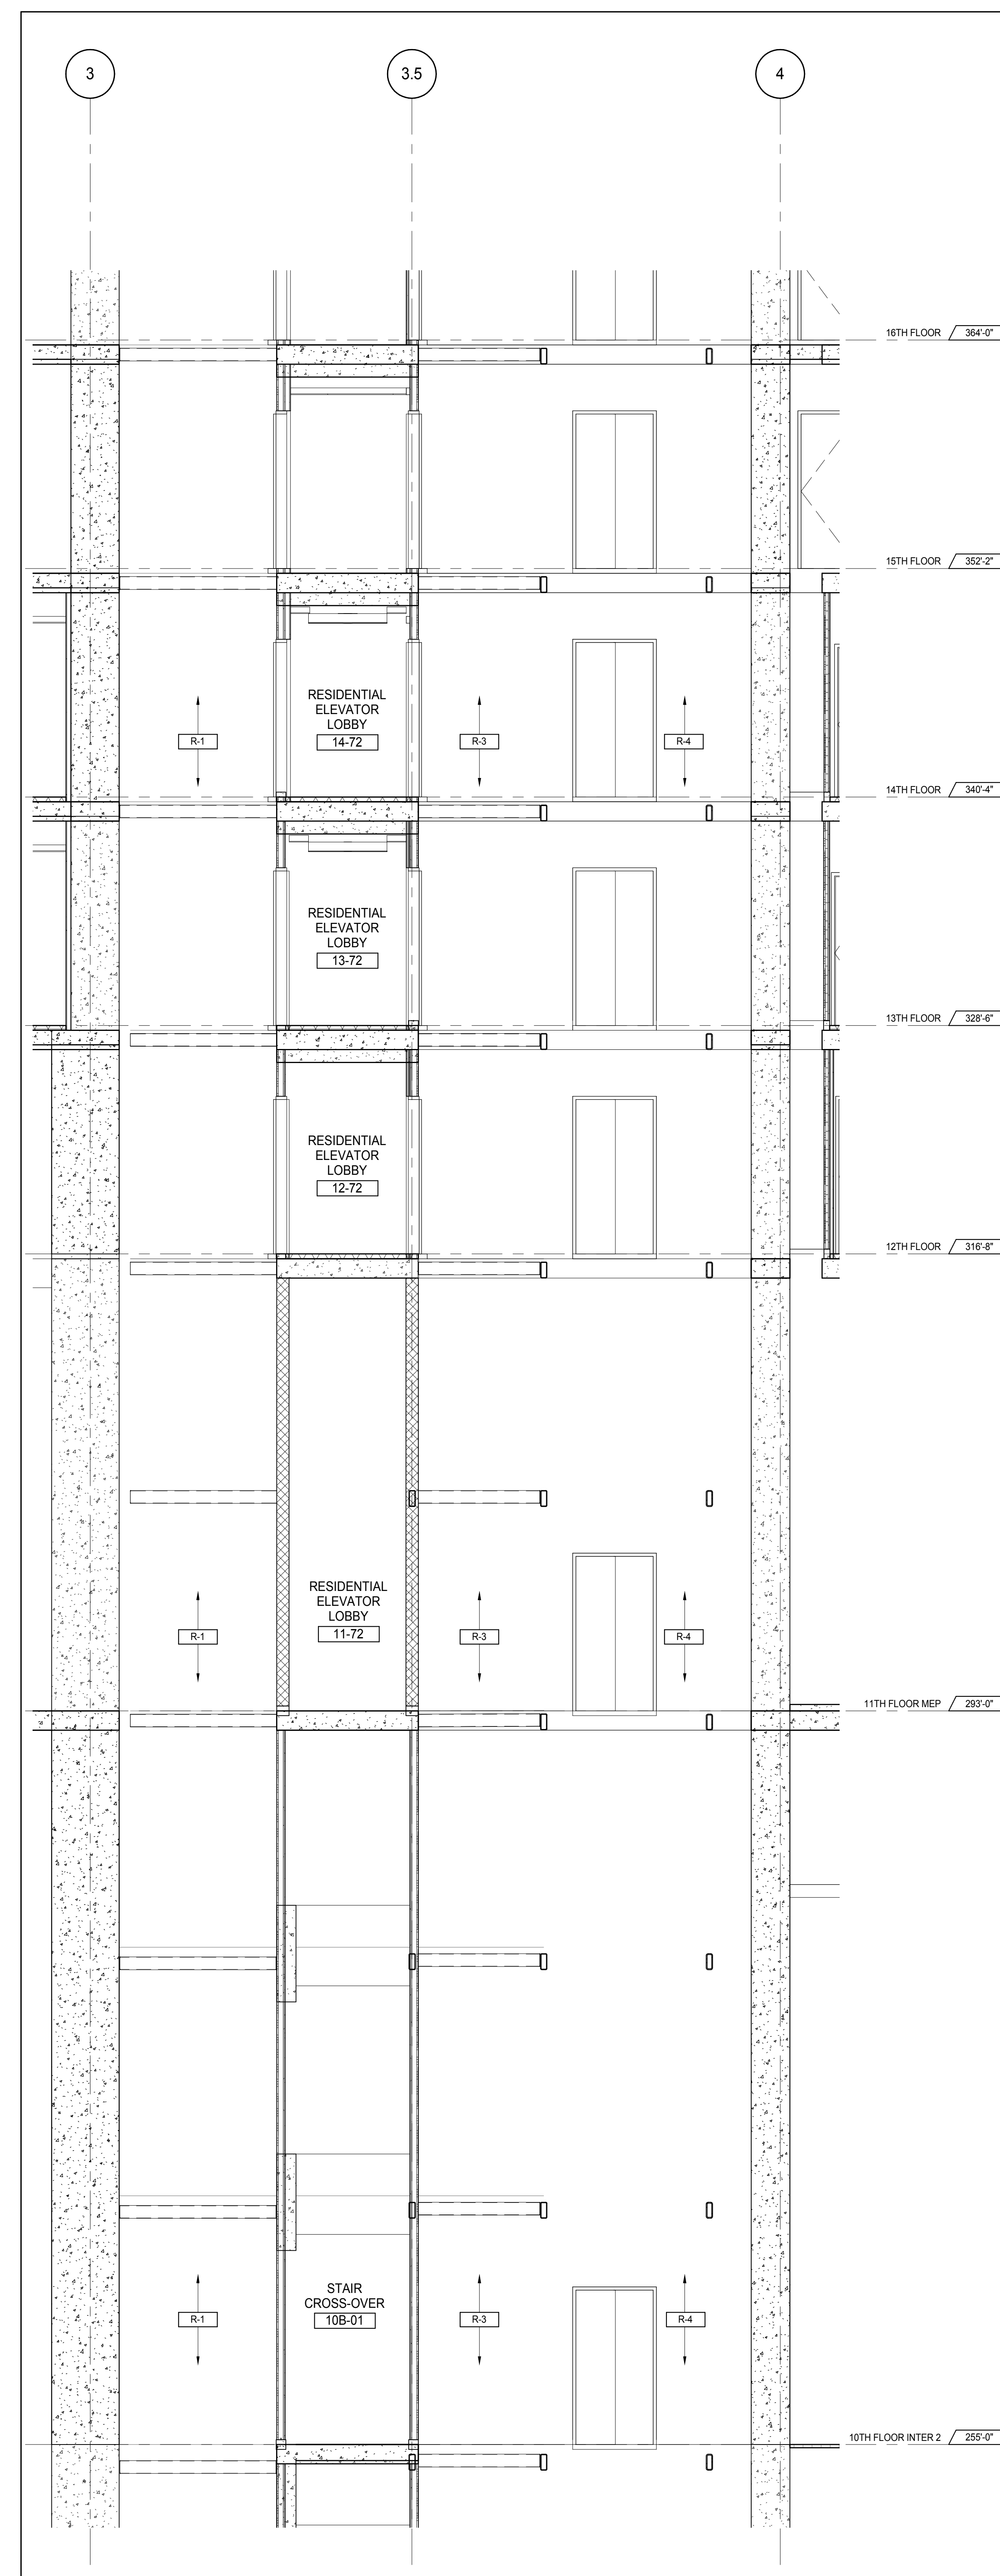 3
3.5
4
16TH FLOOR 364'-0"
15TH FLOOR 352'-2"
RESIDENTIAL
ELEVATOR
LOBBY
14-72
R-1
R-3
R-4
14TH FLOOR 340'-4"
RESIDENTIAL
ELEVATOR
LOBBY
13-72
13TH FLOOR 328'-6"
RESIDENTIAL
ELEVATOR
LOBBY
12-72
12TH FLOOR 316'-8"
RESIDENTIAL
ELEVATOR
LOBBY
11-72
R-1
R-3
R-4
11TH FLOOR MEP 293'-0"
STAIR
CROSS-OVER
10B-01
R-1
R-3
R-4
10TH FLOOR INTER 2 255'-0"